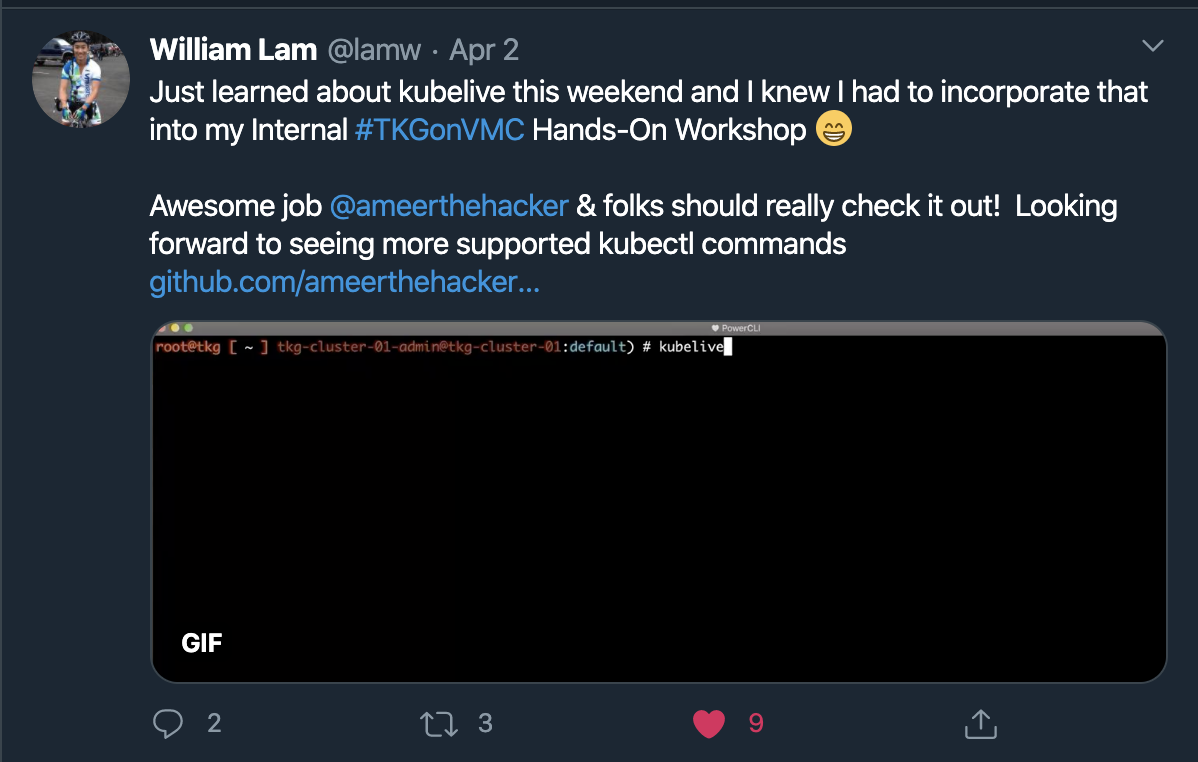 William Lam @lamw · Apr 2
Just learned about kubelive this weekend and I knew I had to incorporate that
into my Internal #TKGonVMC Hands-On Workshop 😁
Awesome job @ameerthehacker & folks should really check it out!  Looking
forward to seeing more supported kubectl commands
github.com/ameerthehacker...
PowerCLI
root@tkg [ ~ ] tkg-cluster-01-admin@tkg-cluster-01:default) # kubelive
GIF
2 3 9